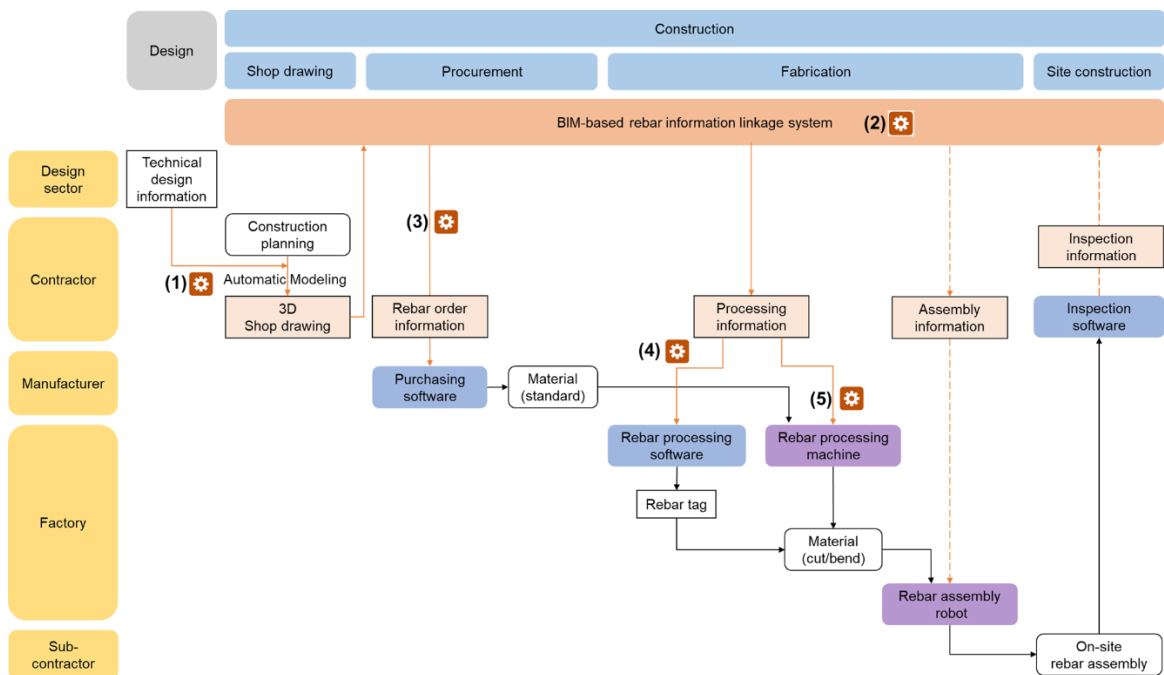 Design
Construction
Shop drawing
Procurement
Fabrication
Site construction
BIM-based rebar information linkage system
(2)
Design
sector
Technical
design
information
(3)
Contractor
Construction
planning
(1)
Automatic Modeling
3D
Shop drawing
Rebar order
information
Processing
information
Assembly
information
Inspection
information
Inspection
software
(4)
Manufacturer
Purchasing
software
Material
(standard)
(5)
Factory
Rebar processing
software
Rebar processing
machine
Rebar tag
Material
(cut/bend)
Rebar assembly
robot
Sub-
contractor
On-site
rebar assembly